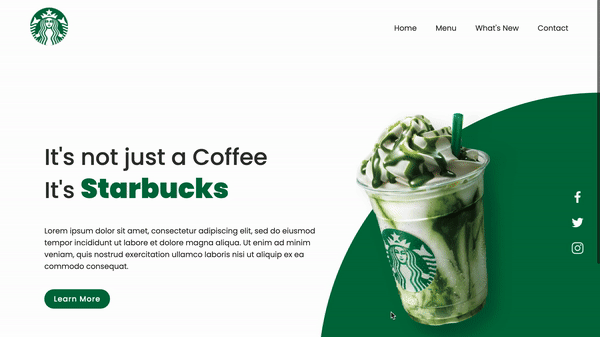 Home Menu What's New Contact
It's not just a Coffee
It's Starbucks
Lorem ipsum dolor sit amet, consectetur adipiscing elit, sed do eiusmod
tempor incididunt ut labore et dolore magna aliqua. Ut enim ad minim
veniam, quis nostrud exercitation ullamco laboris nisi ut aliquip ex ea
commodo consequat.
Learn More